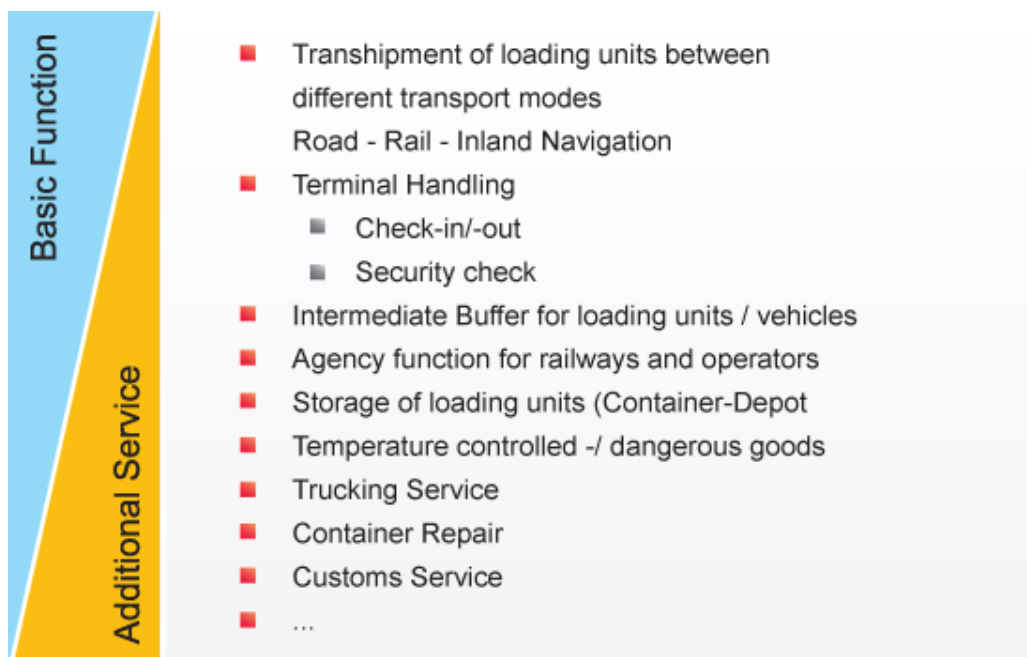 Basic Function
Additional Service
Transhipment of loading units between
different transport modes
Road - Rail - Inland Navigation
Terminal Handling
Check-in/-out
Security check
Intermediate Buffer for loading units / vehicles
Agency function for railways and operators
Storage of loading units (Container-Depot
Temperature controlled -/ dangerous goods
Trucking Service
Container Repair
Customs Service
...